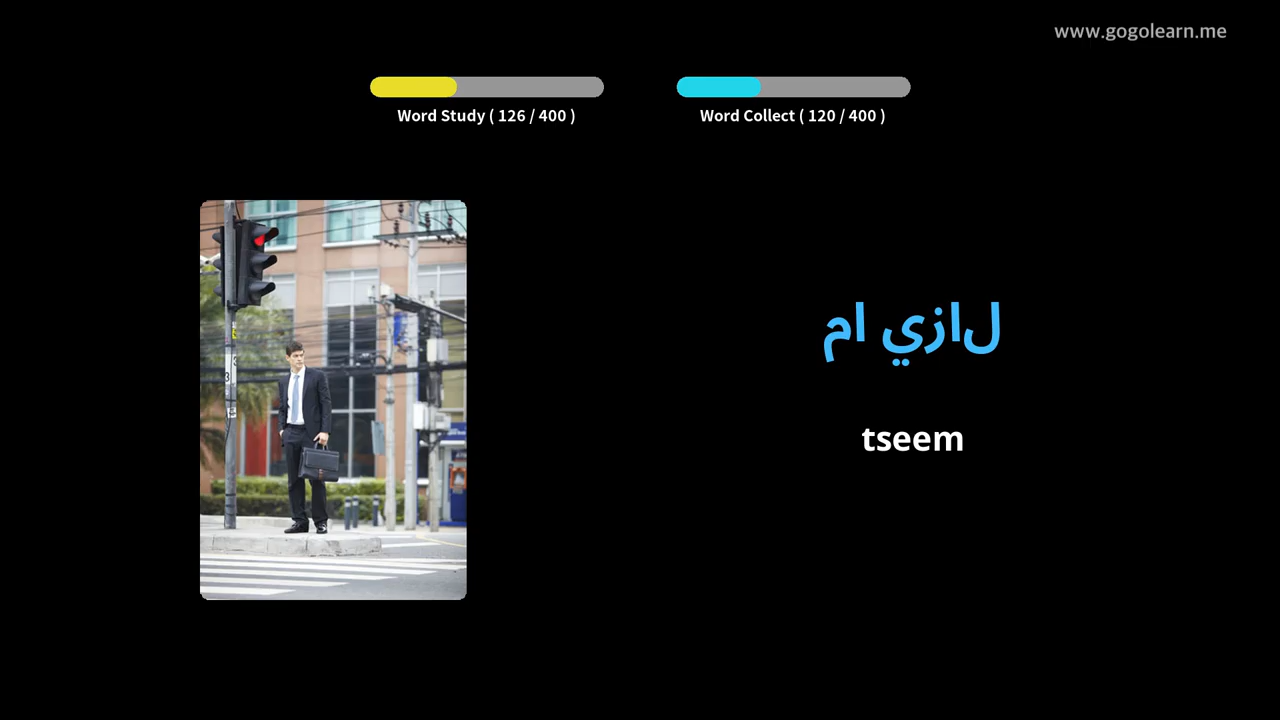 www.gogolearn.me
Word Study ( 126 / 400 )
Word Collect ( 120 / 400 )
لازي ام
tseem